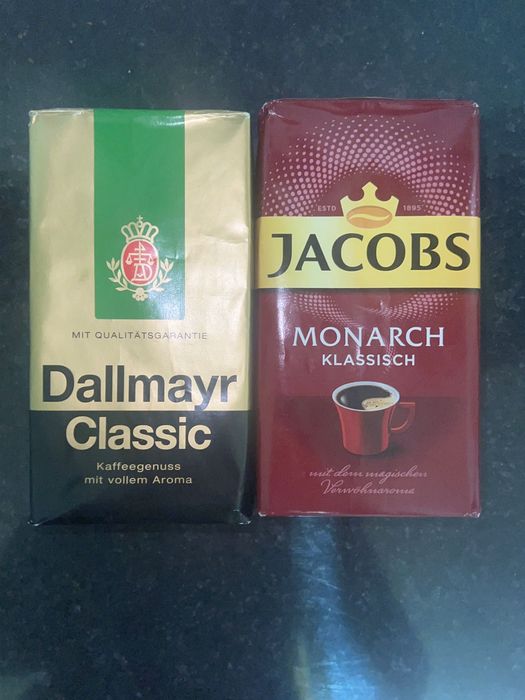 MIT QUALITÄTSGARANTIE
Dallmayr
Classic
Kaffeegenuss
mit vollem Aroma
ESTD 1895
JACOBS
MONARCH
KLASSISCH
mit dem magischen
Verwöhnaroma